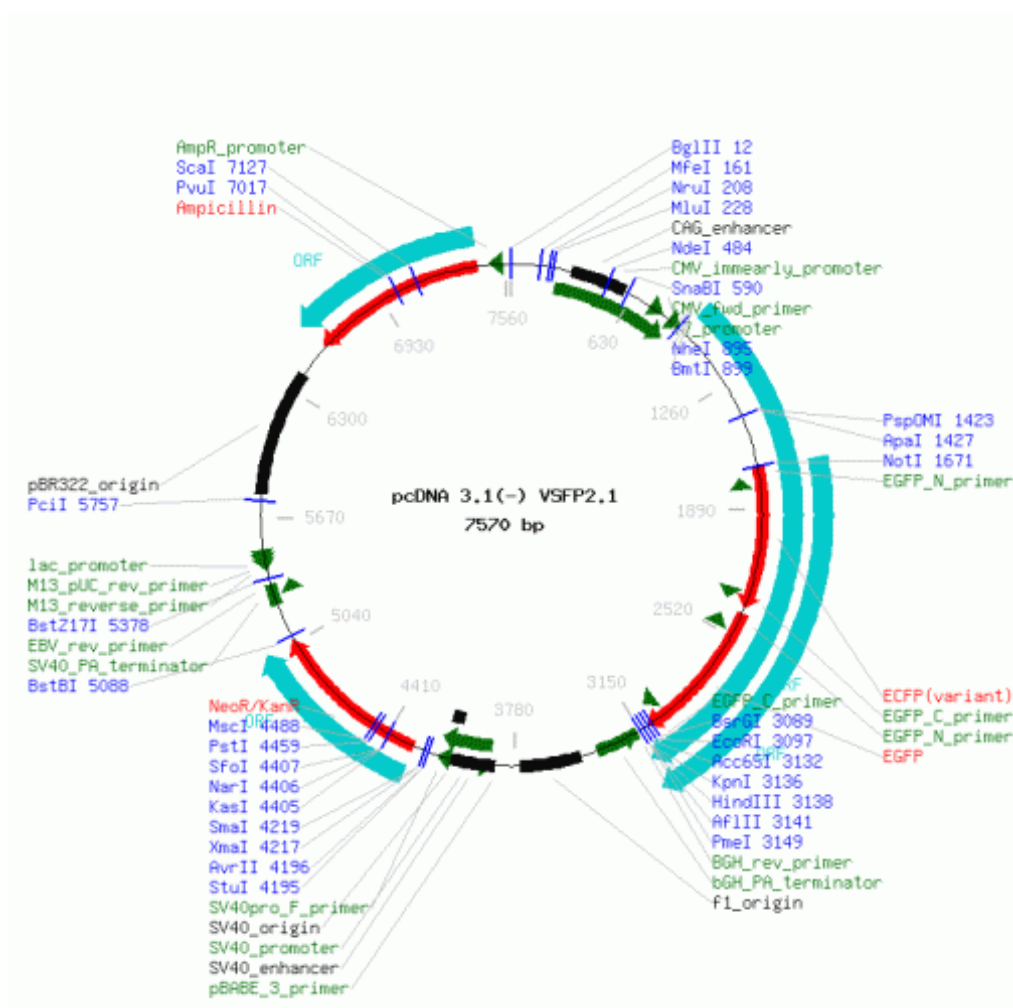 AmpR_promoter
ScaI 7127
PvuI 7017
Ampicillin
ORF
BglII 12
MfeI 161
NruI 208
MluI 228
CAG_enhancer
NdeI 484
CMV_immearly_promoter
SnaBI 590
CMV_fwd_primer
T7_promoter
NheI 895
BmtI 899
7560
630
6930
1260
6300
PspOMI 1423
ApaI 1427
NotI 1671
EGFP_N_primer
pBR322_origin
PciI 5757
pcDNA 3.1(-) VSFP2.1
7570 bp
5670
1890
lac_promoter
M13_pUC_rev_primer
M13_reverse_primer
BstZ17I 5378
EBV_rev_primer
SV40_PA_terminator
BstBI 5088
5040
2520
4410
3150
3780
ECFP(variant)
EGFP_C_primer
EGFP_N_primer
EGFP
NeoR/KanR
ORF
MscI 4488
PstI 4459
SfoI 4407
NarI 4406
KasI 4405
SmaI 4219
XmaI 4217
AvrII 4196
StuI 4195
SV40pro_F_primer
SV40_origin
SV40_promoter
SV40_enhancer
pBABE_3_primer
ORF
EGFP_C_primer
BsrGI 3089
EcoRI 3097
ORF
Acc65I 3132
KpnI 3136
HindIII 3138
AflII 3141
PmeI 3149
BGH_rev_primer
bGH_PA_terminator
f1_origin